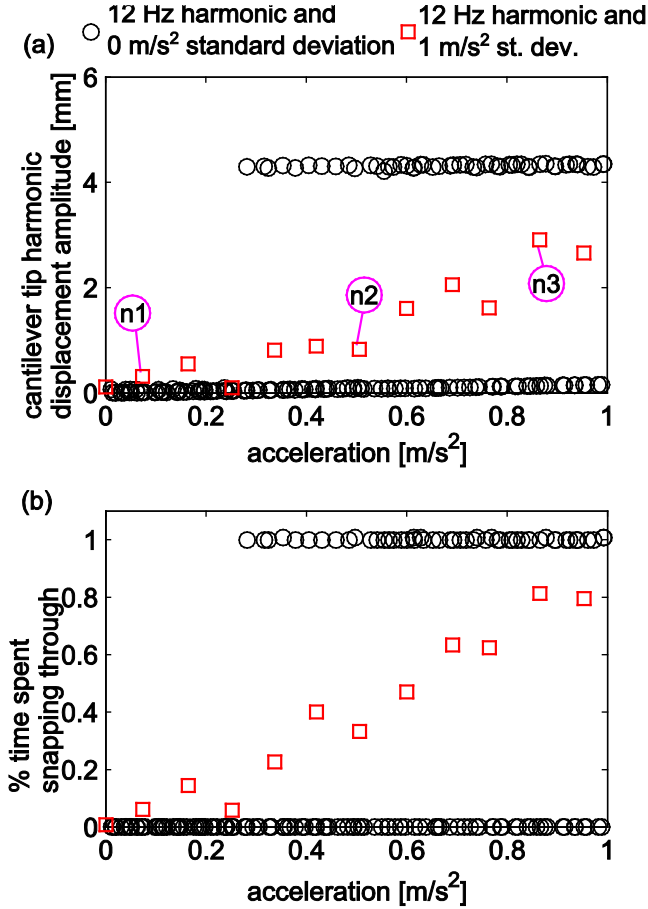 12 Hz harmonic and
0 m/s² standard deviation
12 Hz harmonic and
1 m/s² st. dev.
(a)
cantilever tip harmonic
displacement amplitude [mm]
6
4
2
0
n1
n2
n3
0 0.2 0.4 0.6 0.8 1
acceleration [m/s²]
(b)
% time spent
snapping through
1
0.8
0.6
0.4
0.2
0
0 0.2 0.4 0.6 0.8 1
acceleration [m/s²]